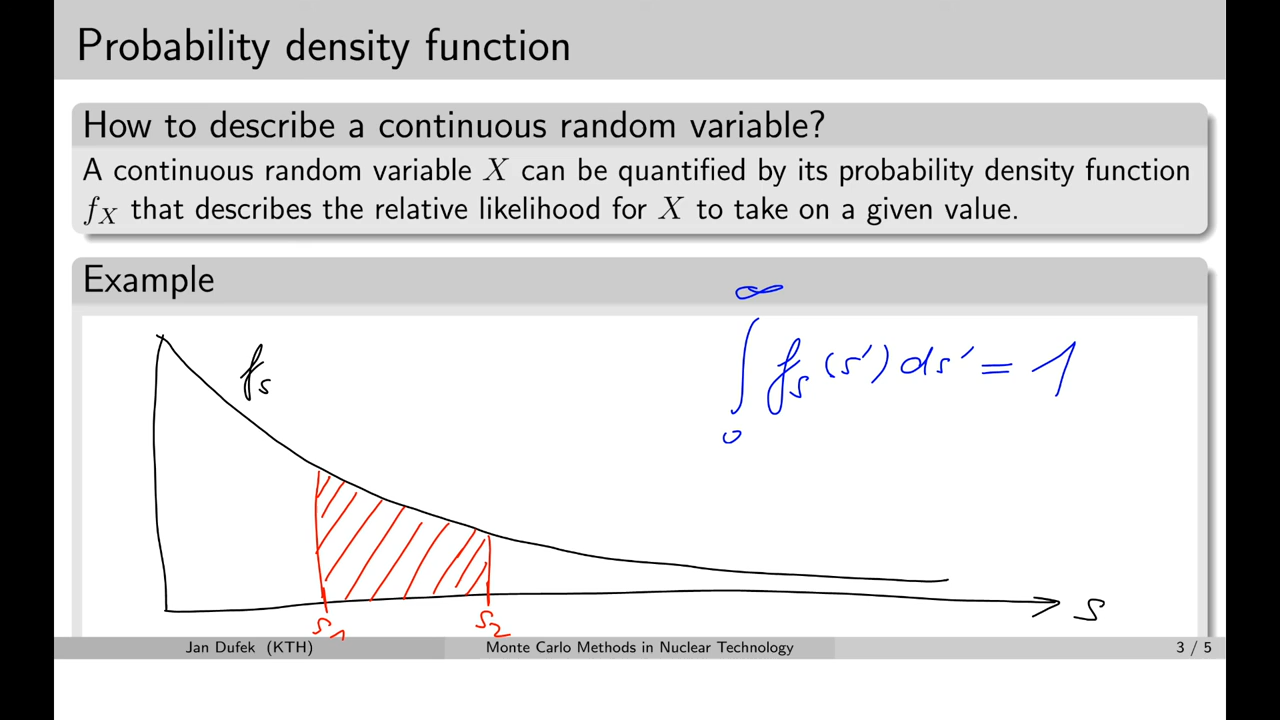 Probability density function
How to describe a continuous random variable?
A continuous random variable X can be quantified by its probability density function
f_X that describes the relative likelihood for X to take on a given value.
Example
∫₀^∞ f_s(s′) ds′ = 1
f_s
s
s₁
s₂
Jan Dufek (KTH)
Monte Carlo Methods in Nuclear Technology
3 / 5